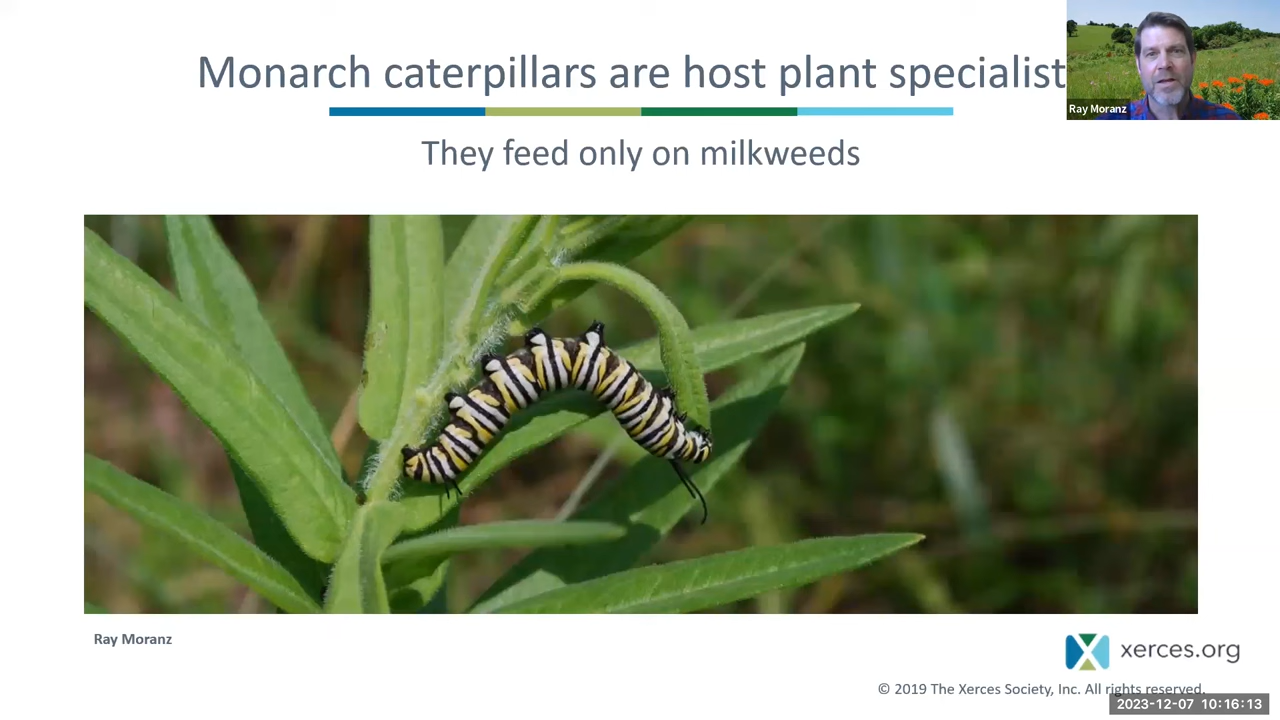 Monarch caterpillars are host plant specialist
Ray Moranz
They feed only on milkweeds
Ray Moranz
xerces.org
© 2019 The Xerces Society, Inc. All rights reserved.
2023-12-07 10:16:13